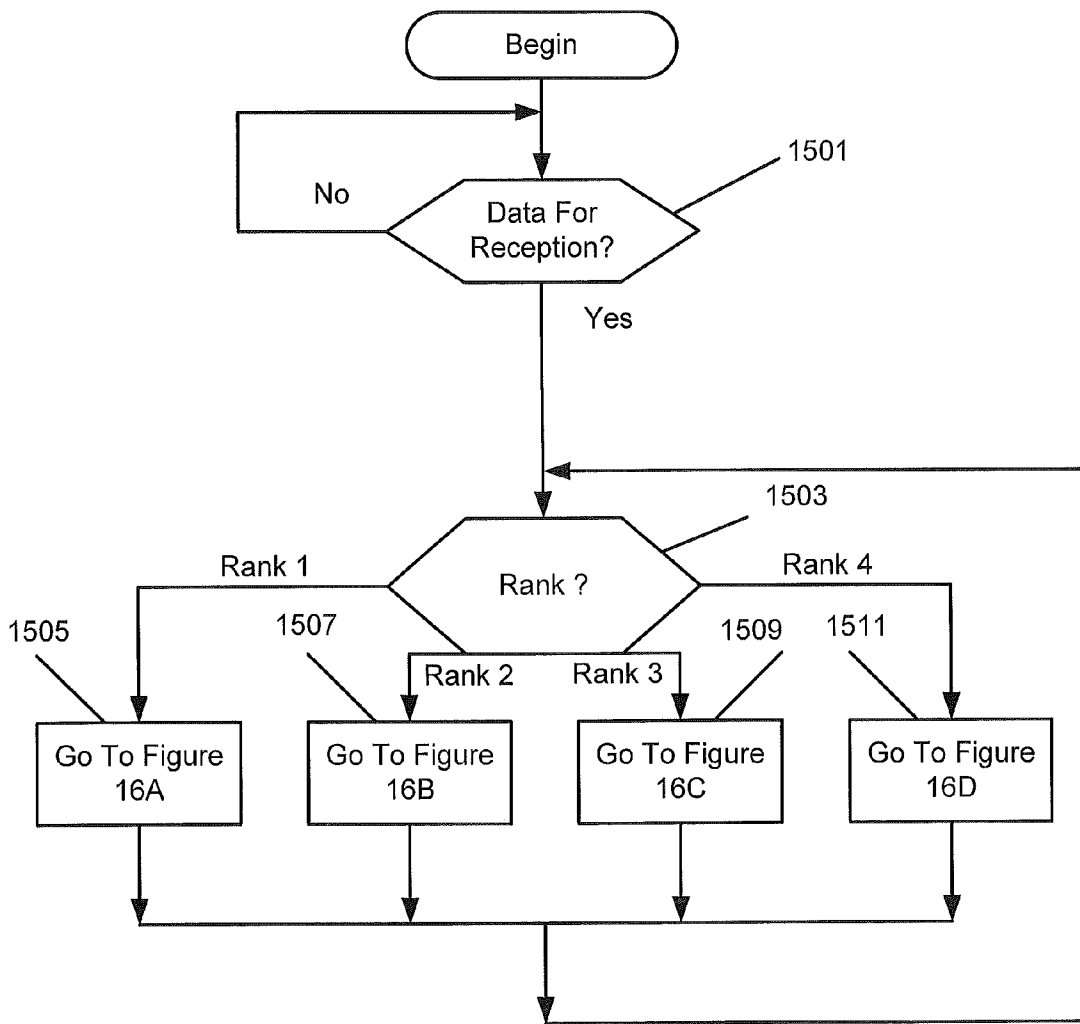 Begin
1501
No
Data For
Reception?
Yes
1503
Rank 1
Rank ?
Rank 4
1505
1507
1509
1511
Rank 2
Rank 3
Go To Figure
16A
Go To Figure
16B
Go To Figure
16C
Go To Figure
16D